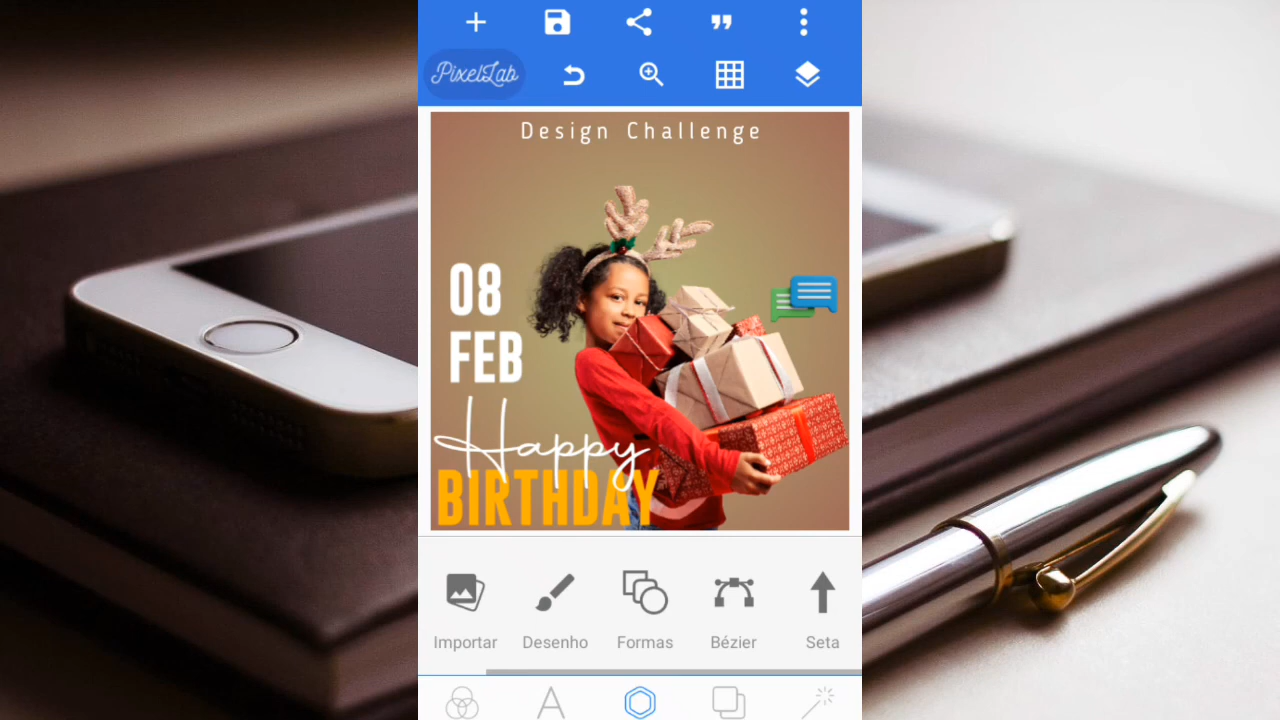 PixelLab
Design Challenge
08
FEB
Happy
BIRTHDAY
Importar
Desenho
Formas
Bézier
Seta